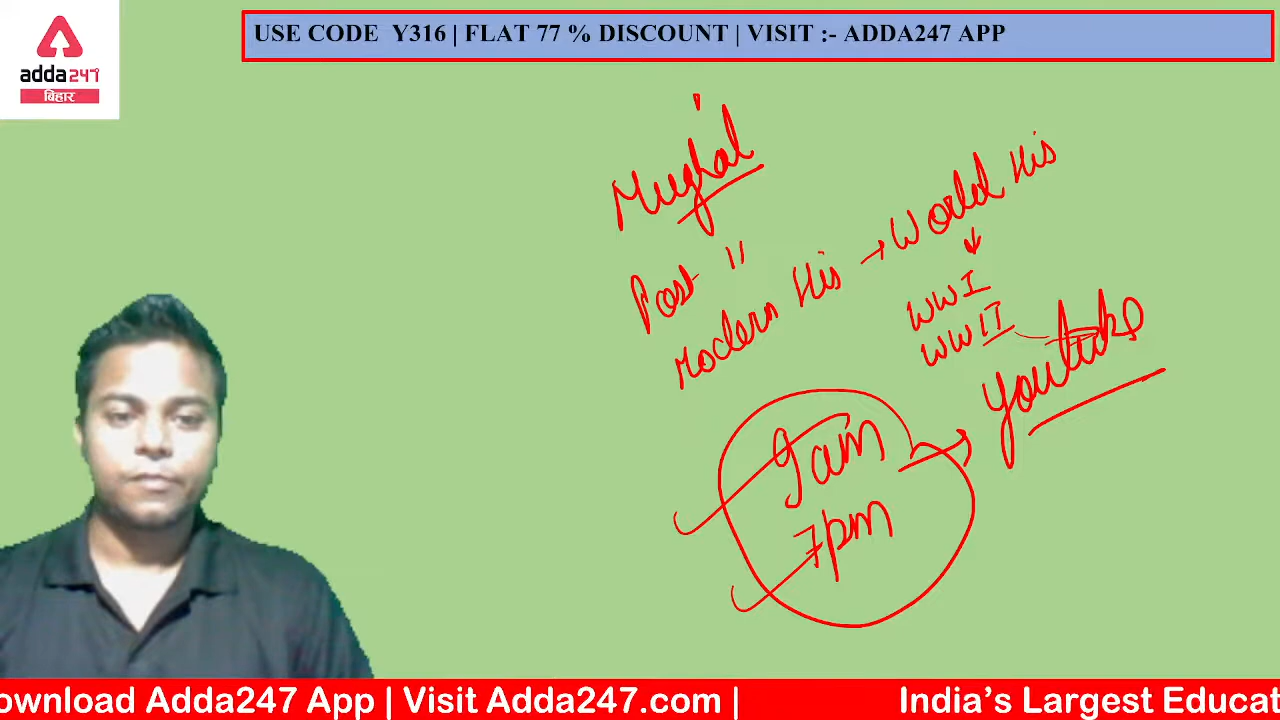 USE CODE Y316 | FLAT 77 % DISCOUNT | VISIT :- ADDA247 APP
adda247
बिहार
Mughal
Post "
Modern His → World His
WW I
WW II
Youtube
9am
7pm
ownload Adda247 App | Visit Adda247.com | India's Largest Educat